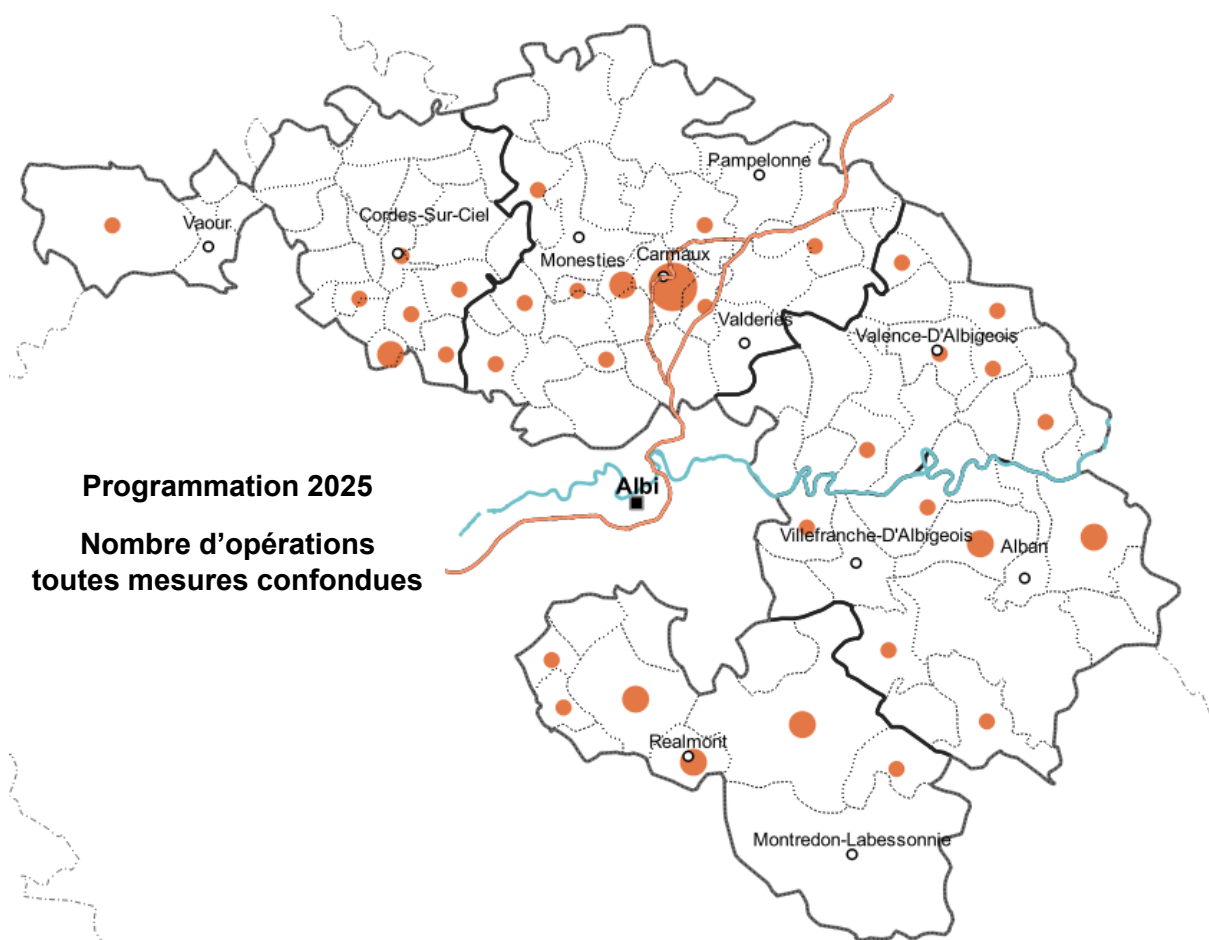 Pampelonne
Vaour
Cordes-Sur-Ciel
Monesties
Carmaux
Valderiès
Valence-D'Albigeois
Programmation 2025
Albi
Nombre d'opérations
toutes mesures confondues
Villefranche-D'Albigeois
Alban
Realmont
Montredon-Labessonnie